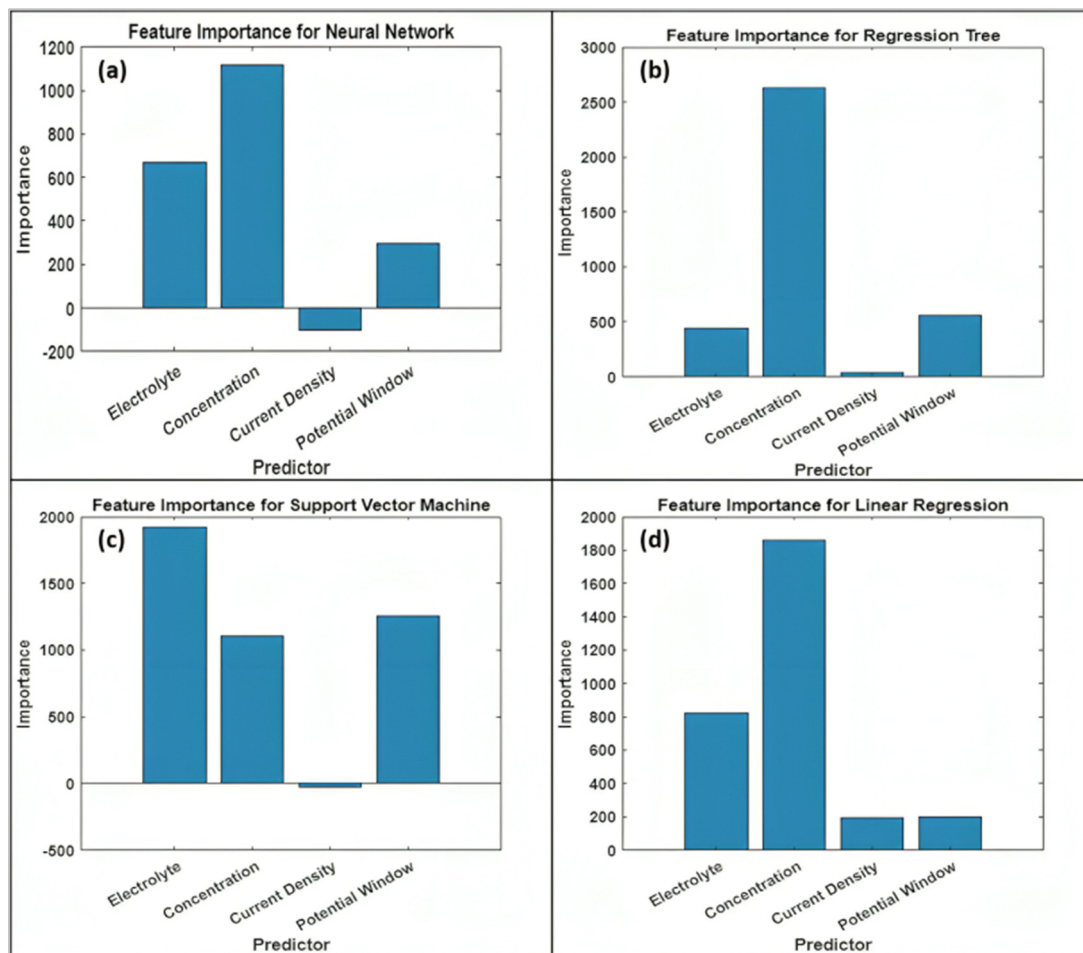 Feature Importance for Neural Network
(a)
1200
1000
800
600
400
200
0
-200
Importance
Electrolyte
Concentration
Current Density
Potential Window
Predictor
Feature Importance for Regression Tree
(b)
3000
2500
2000
1500
1000
500
0
Importance
Electrolyte
Concentration
Current Density
Potential Window
Predictor
Feature Importance for Support Vector Machine
(c)
2000
1500
1000
500
0
-500
Importance
Electrolyte
Concentration
Current Density
Potential Window
Predictor
Feature Importance for Linear Regression
(d)
2000
1800
1600
1400
1200
1000
800
600
400
200
0
Importance
Electrolyte
Concentration
Current Density
Potential Window
Predictor